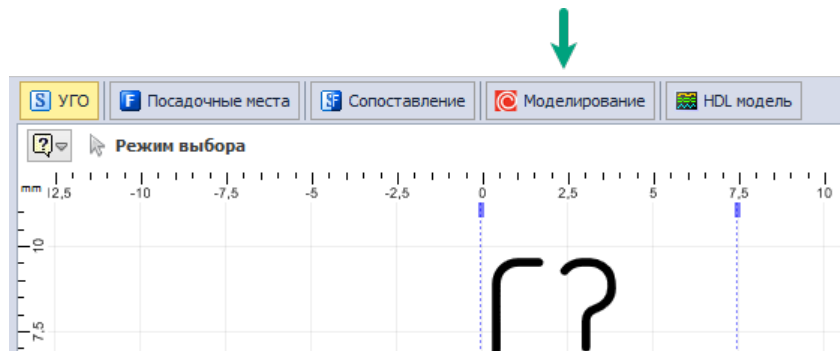 S УГО F Посадочные места SF Сопоставление Моделирование HDL модель
? Режим выбора
mm 12,5 -10 -7,5 -5 -2,5 0 2,5 5 7,5 10
10
7,5
Г?